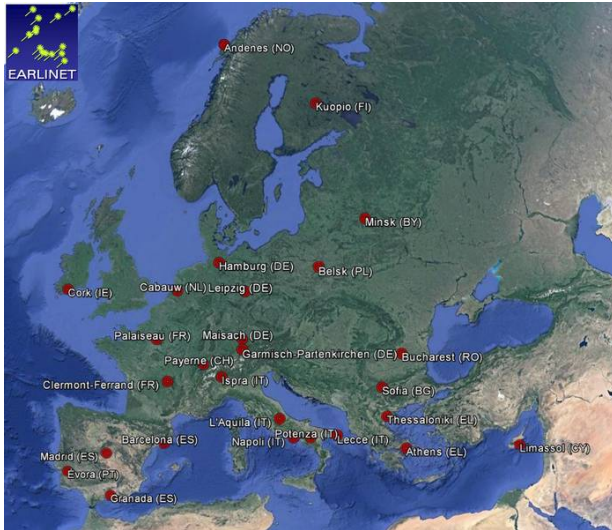 EARLINET
Andenes (NO)
Kuopio (FI)
Minsk (BY)
Hamburg (DE)
Belsk (PL)
Cork (IE)
Cabauw (NL)
Leipzig (DE)
Palaiseau (FR)
Maisach (DE)
Garmisch-Partenkirchen (DE)
Bucharest (RO)
Payerne (CH)
Ispra (IT)
Clermont-Ferrand (FR)
Sofia (BG)
L'Aquila (IT)
Thessaloniki (EL)
Potenza (IT)
Barcelona (ES)
Napoli (IT)
Lecce (IT)
Athens (EL)
Limassol (CY)
Madrid (ES)
Évora (PT)
Granada (ES)